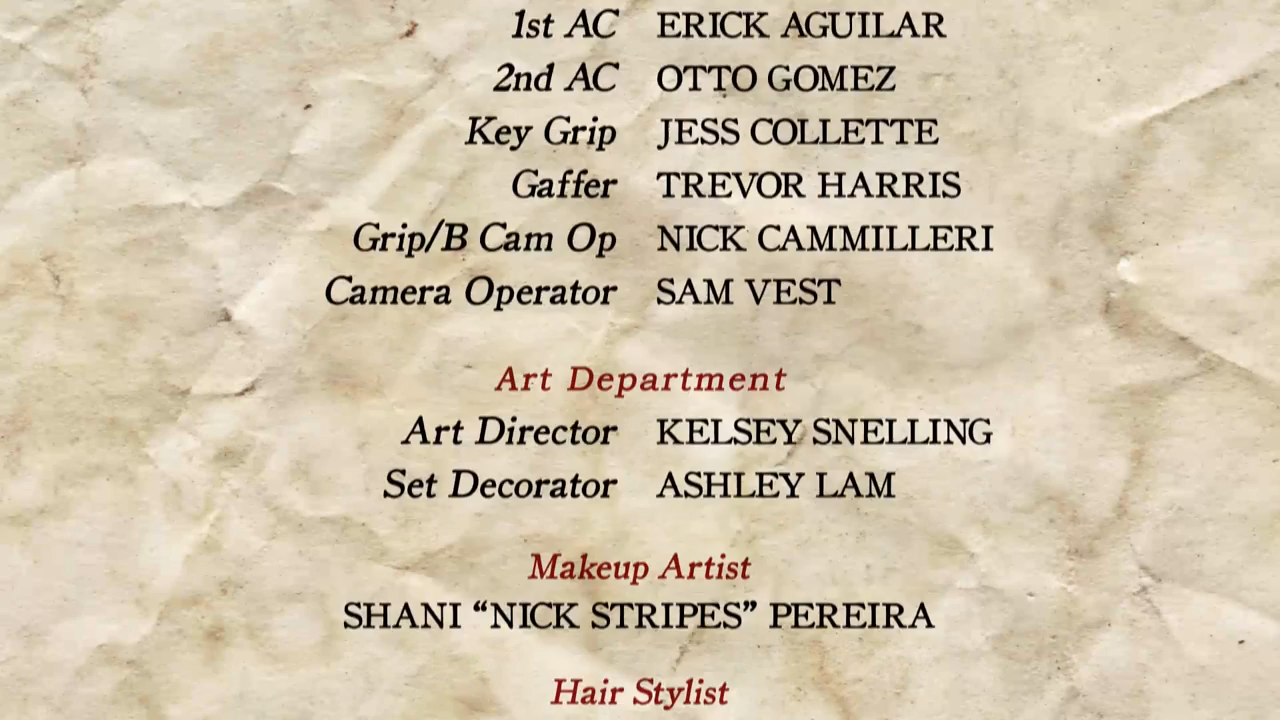 1st AC ERICK AGUILAR
2nd AC OTTO GOMEZ
Key Grip JESS COLLETTE
Gaffer TREVOR HARRIS
Grip/B Cam Op NICK CAMMILLERI
Camera Operator SAM VEST
Art Department
Art Director KELSEY SNELLING
Set Decorator ASHLEY LAM
Makeup Artist
SHANI “NICK STRIPES” PEREIRA
Hair Stylist